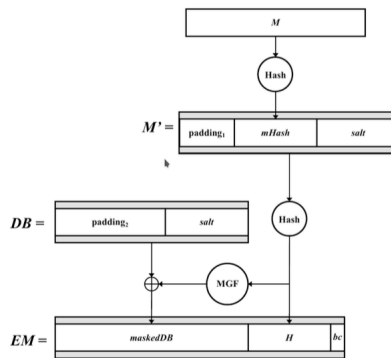 M
Hash
M' = padding₁ mHash salt
DB = padding₂ salt
Hash
MGF
EM = maskedDB H bc